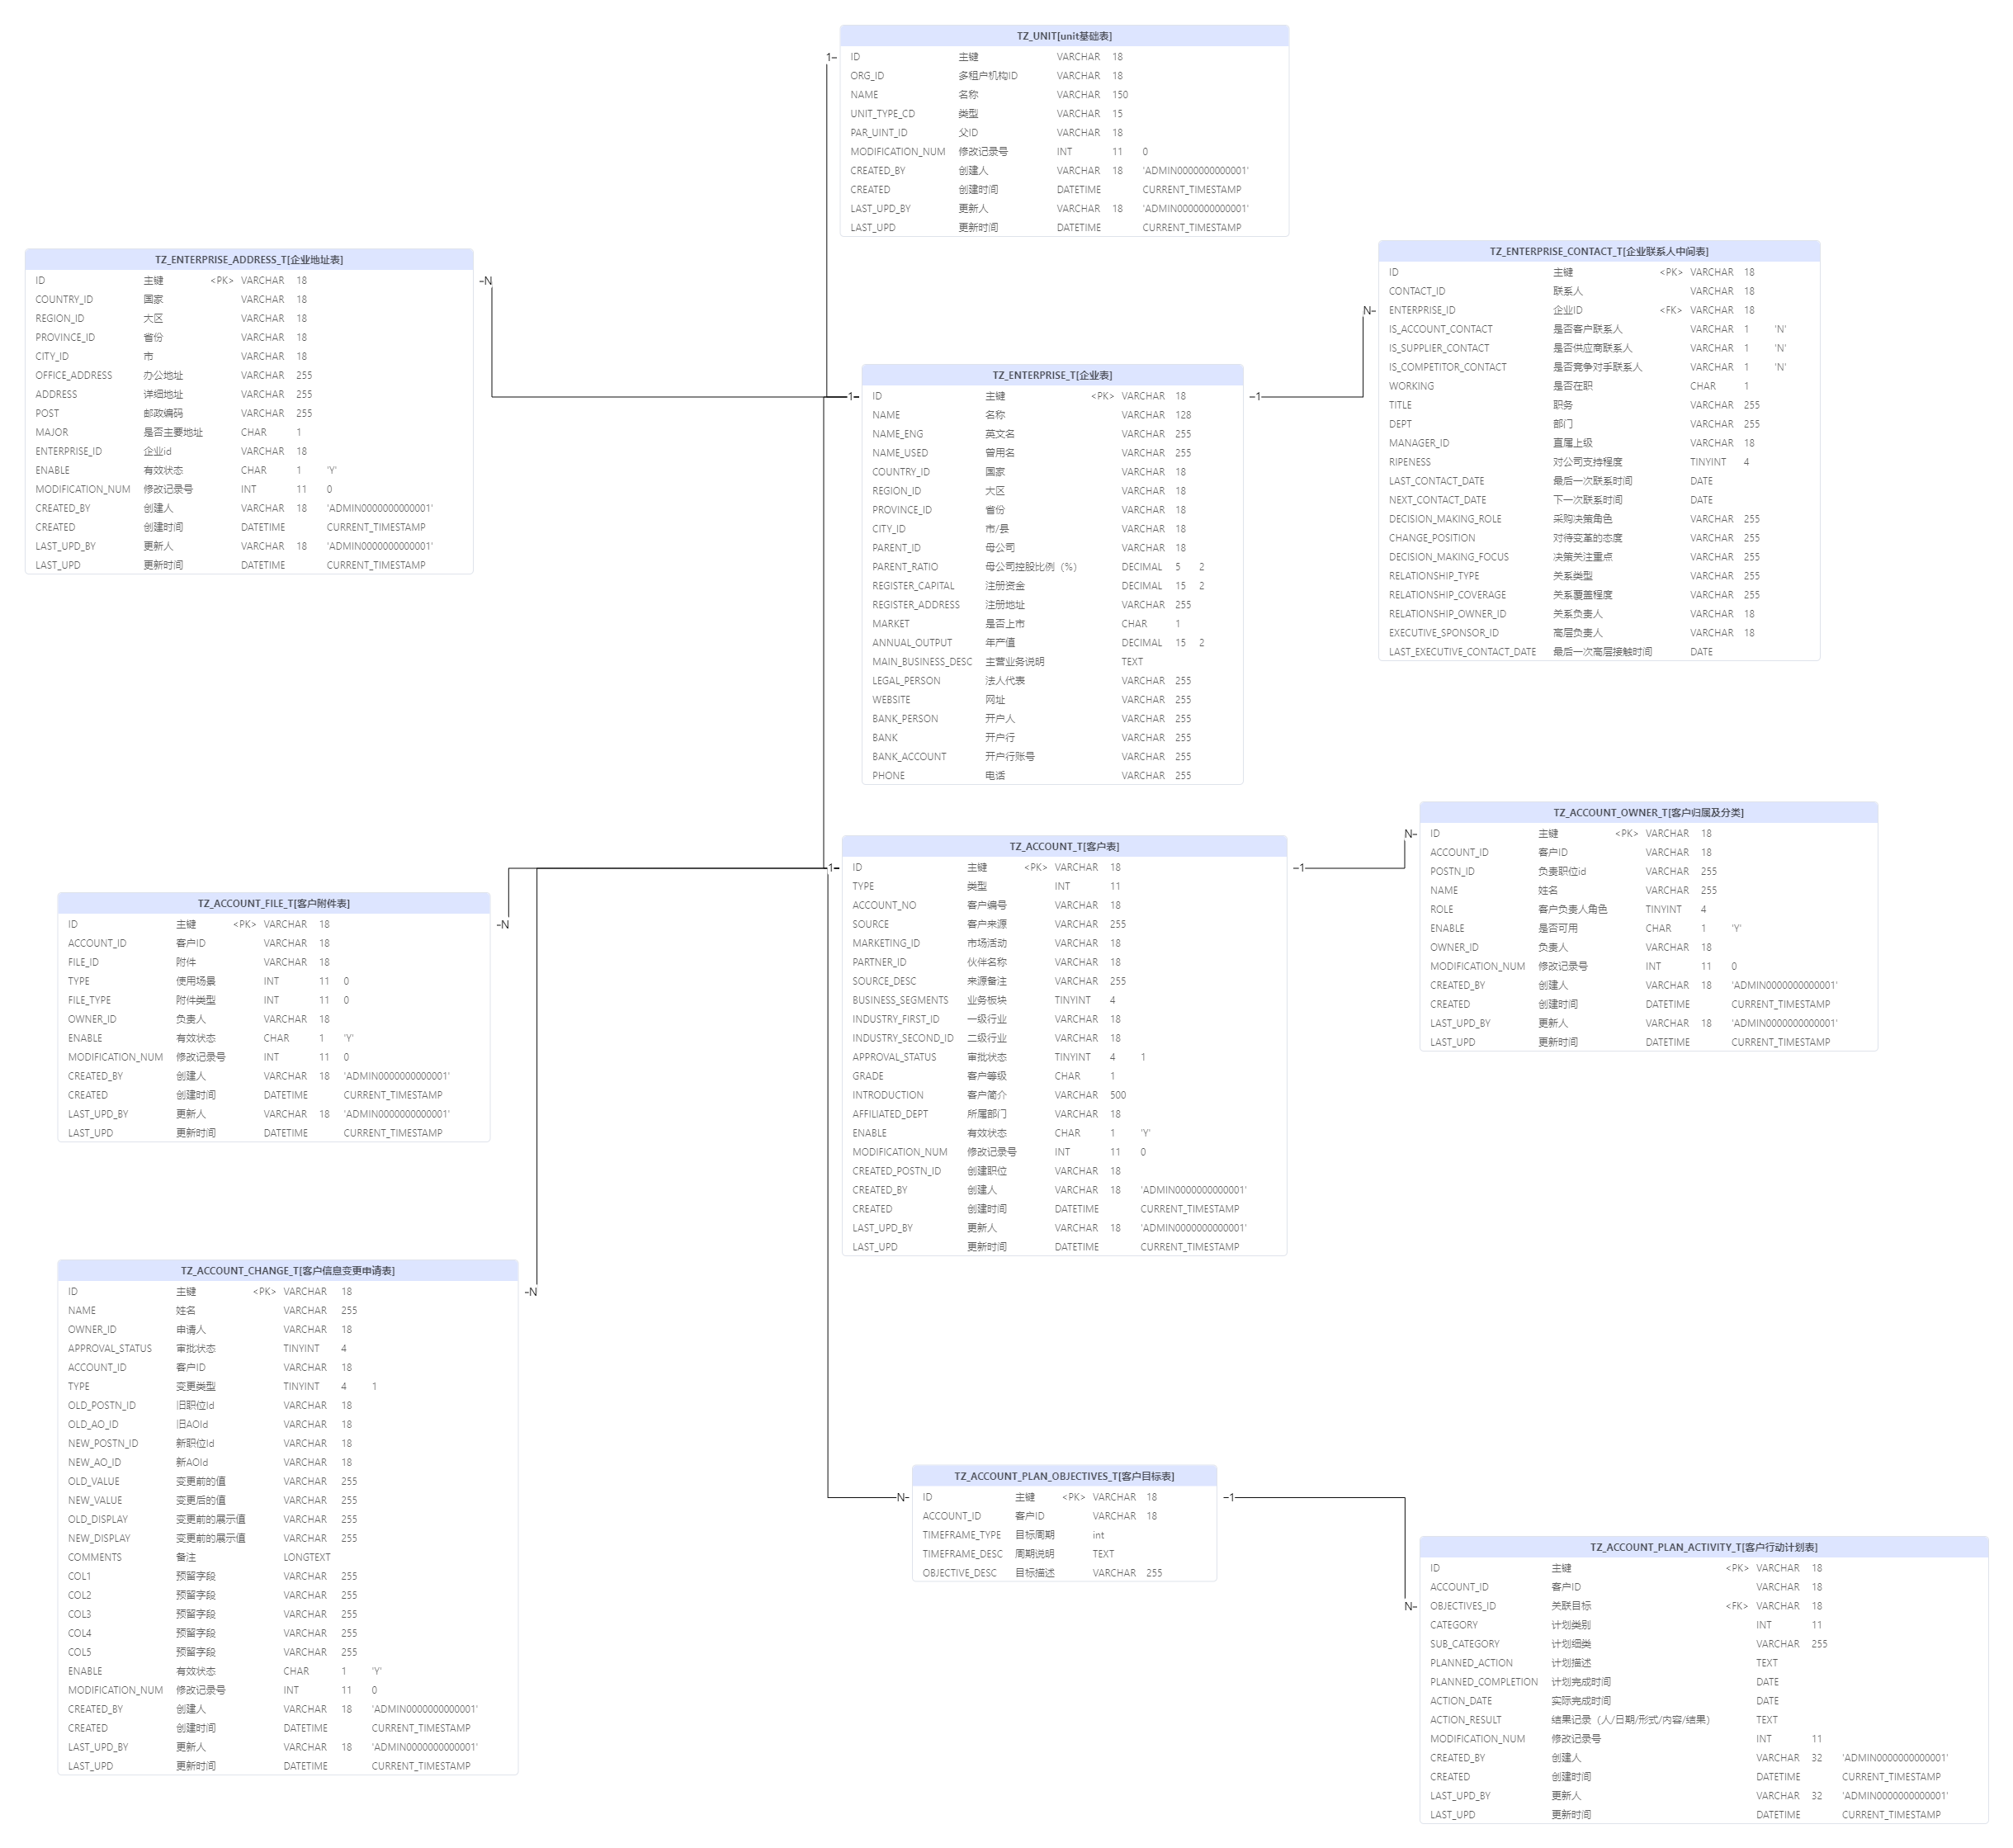 TZ_UNIT[unit基础表]
ID 主键 VARCHAR 18
ORG_ID 多租户机构ID VARCHAR 18
NAME 名称 VARCHAR 150
UNIT_TYPE_CD 类型 VARCHAR 15
PAR_UINT_ID 父ID VARCHAR 18
MODIFICATION_NUM 修改记录号 INT 11 0
CREATED_BY 创建人 VARCHAR 18 'ADMIN0000000000001'
CREATED 创建时间 DATETIME CURRENT_TIMESTAMP
LAST_UPD_BY 更新人 VARCHAR 18 'ADMIN0000000000001'
LAST_UPD 更新时间 DATETIME CURRENT_TIMESTAMP
1
TZ_ENTERPRISE_ADDRESS_T[企业地址表]
ID 主键 <PK> VARCHAR 18
COUNTRY_ID 国家 VARCHAR 18
REGION_ID 大区 VARCHAR 18
PROVINCE_ID 省份 VARCHAR 18
CITY_ID 市 VARCHAR 18
OFFICE_ADDRESS 办公地址 VARCHAR 255
ADDRESS 详细地址 VARCHAR 255
POST 邮政编码 VARCHAR 255
MAJOR 是否主要地址 CHAR 1
ENTERPRISE_ID 企业id VARCHAR 18
ENABLE 有效状态 CHAR 1 'Y'
MODIFICATION_NUM 修改记录号 INT 11 0
CREATED_BY 创建人 VARCHAR 18 'ADMIN0000000000001'
CREATED 创建时间 DATETIME CURRENT_TIMESTAMP
LAST_UPD_BY 更新人 VARCHAR 18 'ADMIN0000000000001'
LAST_UPD 更新时间 DATETIME CURRENT_TIMESTAMP
N
TZ_ENTERPRISE_CONTACT_T[企业联系人中间表]
ID 主键 <PK> VARCHAR 18
CONTACT_ID 联系人 VARCHAR 18
ENTERPRISE_ID 企业ID <FK> VARCHAR 18
IS_ACCOUNT_CONTACT 是否客户联系人 VARCHAR 1 'N'
IS_SUPPLIER_CONTACT 是否供应商联系人 VARCHAR 1 'N'
IS_COMPETITOR_CONTACT 是否竞争对手联系人 VARCHAR 1 'N'
WORKING 是否在职 CHAR 1
TITLE 职务 VARCHAR 255
DEPT 部门 VARCHAR 255
MANAGER_ID 直属上级 VARCHAR 18
RIPENESS 对公司支持程度 TINYINT 4
LAST_CONTACT_DATE 最后一次联系时间 DATE
NEXT_CONTACT_DATE 下一次联系时间 DATE
DECISION_MAKING_ROLE 采购决策角色 VARCHAR 255
CHANGE_POSITION 对待变革的态度 VARCHAR 255
DECISION_MAKING_FOCUS 决策关注重点 VARCHAR 255
RELATIONSHIP_TYPE 关系类型 VARCHAR 255
RELATIONSHIP_COVERAGE 关系覆盖程度 VARCHAR 255
RELATIONSHIP_OWNER_ID 关系负责人 VARCHAR 18
EXECUTIVE_SPONSOR_ID 高层负责人 VARCHAR 18
LAST_EXECUTIVE_CONTACT_DATE 最后一次高层接触时间 DATE
N
TZ_ENTERPRISE_T[企业表]
1
1
ID 主键 <PK> VARCHAR 18
NAME 名称 VARCHAR 128
NAME_ENG 英文名 VARCHAR 255
NAME_USED 曾用名 VARCHAR 255
COUNTRY_ID 国家 VARCHAR 18
REGION_ID 大区 VARCHAR 18
PROVINCE_ID 省份 VARCHAR 18
CITY_ID 市/县 VARCHAR 18
PARENT_ID 母公司 VARCHAR 18
PARENT_RATIO 母公司控股比例（%） DECIMAL 5 2
REGISTER_CAPITAL 注册资金 DECIMAL 15 2
REGISTER_ADDRESS 注册地址 VARCHAR 255
MARKET 是否上市 CHAR 1
ANNUAL_OUTPUT 年产值 DECIMAL 15 2
MAIN_BUSINESS_DESC 主营业务说明 TEXT
LEGAL_PERSON 法人代表 VARCHAR 255
WEBSITE 网址 VARCHAR 255
BANK_PERSON 开户人 VARCHAR 255
BANK 开户行 VARCHAR 255
BANK_ACCOUNT 开户行账号 VARCHAR 255
PHONE 电话 VARCHAR 255
TZ_ACCOUNT_OWNER_T[客户归属及分类]
N
ID 主键 <PK> VARCHAR 18
ACCOUNT_ID 客户ID VARCHAR 18
POSTN_ID 负责职位id VARCHAR 255
NAME 姓名 VARCHAR 255
ROLE 客户负责人角色 TINYINT 4
ENABLE 是否可用 CHAR 1 'Y'
OWNER_ID 负责人 VARCHAR 18
MODIFICATION_NUM 修改记录号 INT 11 0
CREATED_BY 创建人 VARCHAR 18 'ADMIN0000000000001'
CREATED 创建时间 DATETIME CURRENT_TIMESTAMP
LAST_UPD_BY 更新人 VARCHAR 18 'ADMIN0000000000001'
LAST_UPD 更新时间 DATETIME CURRENT_TIMESTAMP
TZ_ACCOUNT_T[客户表]
1
1
ID 主键 <PK> VARCHAR 18
TYPE 类型 INT 11
ACCOUNT_NO 客户编号 VARCHAR 18
SOURCE 客户来源 VARCHAR 255
MARKETING_ID 市场活动 VARCHAR 18
PARTNER_ID 伙伴名称 VARCHAR 18
SOURCE_DESC 来源备注 VARCHAR 255
BUSINESS_SEGMENTS 业务板块 TINYINT 4
INDUSTRY_FIRST_ID 一级行业 VARCHAR 18
INDUSTRY_SECOND_ID 二级行业 VARCHAR 18
APPROVAL_STATUS 审批状态 TINYINT 4 1
GRADE 客户等级 CHAR 1
INTRODUCTION 客户简介 VARCHAR 500
AFFILIATED_DEPT 所属部门 VARCHAR 18
ENABLE 有效状态 CHAR 1 'Y'
MODIFICATION_NUM 修改记录号 INT 11 0
CREATED_POSTN_ID 创建职位 VARCHAR 18
CREATED_BY 创建人 VARCHAR 18 'ADMIN0000000000001'
CREATED 创建时间 DATETIME CURRENT_TIMESTAMP
LAST_UPD_BY 更新人 VARCHAR 18 'ADMIN0000000000001'
LAST_UPD 更新时间 DATETIME CURRENT_TIMESTAMP
TZ_ACCOUNT_FILE_T[客户附件表]
N
ID 主键 <PK> VARCHAR 18
ACCOUNT_ID 客户ID VARCHAR 18
FILE_ID 附件 VARCHAR 18
TYPE 使用场景 INT 11 0
FILE_TYPE 附件类型 INT 11 0
OWNER_ID 负责人 VARCHAR 18
ENABLE 有效状态 CHAR 1 'Y'
MODIFICATION_NUM 修改记录号 INT 11 0
CREATED_BY 创建人 VARCHAR 18 'ADMIN0000000000001'
CREATED 创建时间 DATETIME CURRENT_TIMESTAMP
LAST_UPD_BY 更新人 VARCHAR 18 'ADMIN0000000000001'
LAST_UPD 更新时间 DATETIME CURRENT_TIMESTAMP
TZ_ACCOUNT_CHANGE_T[客户信息变更申请表]
N
ID 主键 <PK> VARCHAR 18
NAME 姓名 VARCHAR 255
OWNER_ID 申请人 VARCHAR 18
APPROVAL_STATUS 审批状态 TINYINT 4
ACCOUNT_ID 客户ID VARCHAR 18
TYPE 变更类型 TINYINT 4 1
OLD_POSTN_ID 旧职位Id VARCHAR 18
OLD_AO_ID 旧AOId VARCHAR 18
NEW_POSTN_ID 新职位Id VARCHAR 18
NEW_AO_ID 新AOId VARCHAR 18
OLD_VALUE 变更前的值 VARCHAR 255
NEW_VALUE 变更后的值 VARCHAR 255
OLD_DISPLAY 变更前的展示值 VARCHAR 255
NEW_DISPLAY 变更前的展示值 VARCHAR 255
COMMENTS 备注 LONGTEXT
COL1 预留字段 VARCHAR 255
COL2 预留字段 VARCHAR 255
COL3 预留字段 VARCHAR 255
COL4 预留字段 VARCHAR 255
COL5 预留字段 VARCHAR 255
ENABLE 有效状态 CHAR 1 'Y'
MODIFICATION_NUM 修改记录号 INT 11 0
CREATED_BY 创建人 VARCHAR 18 'ADMIN0000000000001'
CREATED 创建时间 DATETIME CURRENT_TIMESTAMP
LAST_UPD_BY 更新人 VARCHAR 18 'ADMIN0000000000001'
LAST_UPD 更新时间 DATETIME CURRENT_TIMESTAMP
TZ_ACCOUNT_PLAN_OBJECTIVES_T[客户目标表]
N
1
ID 主键 <PK> VARCHAR 18
ACCOUNT_ID 客户ID VARCHAR 18
TIMEFRAME_TYPE 目标周期 int
TIMEFRAME_DESC 周期说明 TEXT
OBJECTIVE_DESC 目标描述 VARCHAR 255
TZ_ACCOUNT_PLAN_ACTIVITY_T[客户行动计划表]
N
ID 主键 <PK> VARCHAR 18
ACCOUNT_ID 客户ID VARCHAR 18
OBJECTIVES_ID 关联目标 <FK> VARCHAR 18
CATEGORY 计划类别 INT 11
SUB_CATEGORY 计划细类 VARCHAR 255
PLANNED_ACTION 计划描述 TEXT
PLANNED_COMPLETION 计划完成时间 DATE
ACTION_DATE 实际完成时间 DATE
ACTION_RESULT 结果记录（人/日期/形式/内容/结果） TEXT
MODIFICATION_NUM 修改记录号 INT 11
CREATED_BY 创建人 VARCHAR 32 'ADMIN0000000000001'
CREATED 创建时间 DATETIME CURRENT_TIMESTAMP
LAST_UPD_BY 更新人 VARCHAR 32 'ADMIN0000000000001'
LAST_UPD 更新时间 DATETIME CURRENT_TIMESTAMP